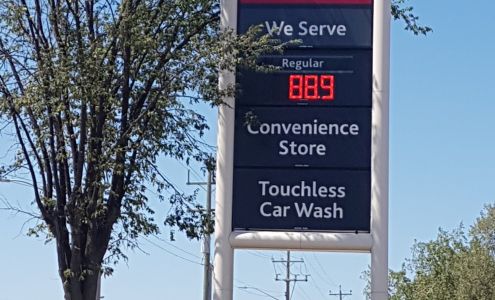 We Serve
Regular
88.9
Convenience
Store
Touchless
Car Wash